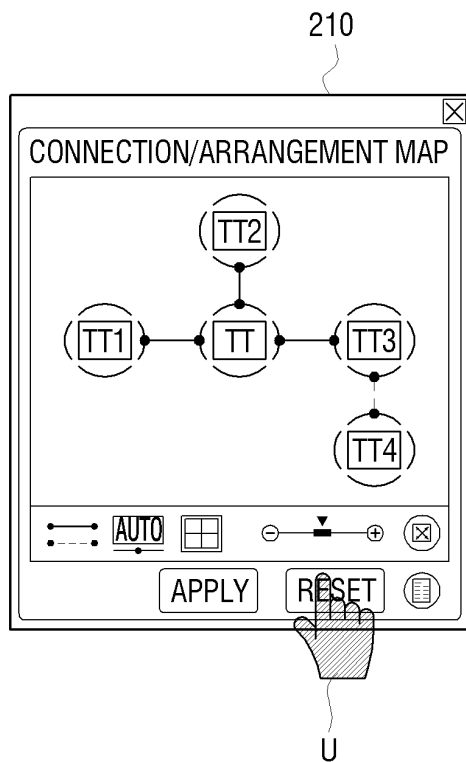 210
CONNECTION/ARRANGEMENT MAP
TT2
TT1 TT TT3
TT4
AUTO
APPLY RESET
U